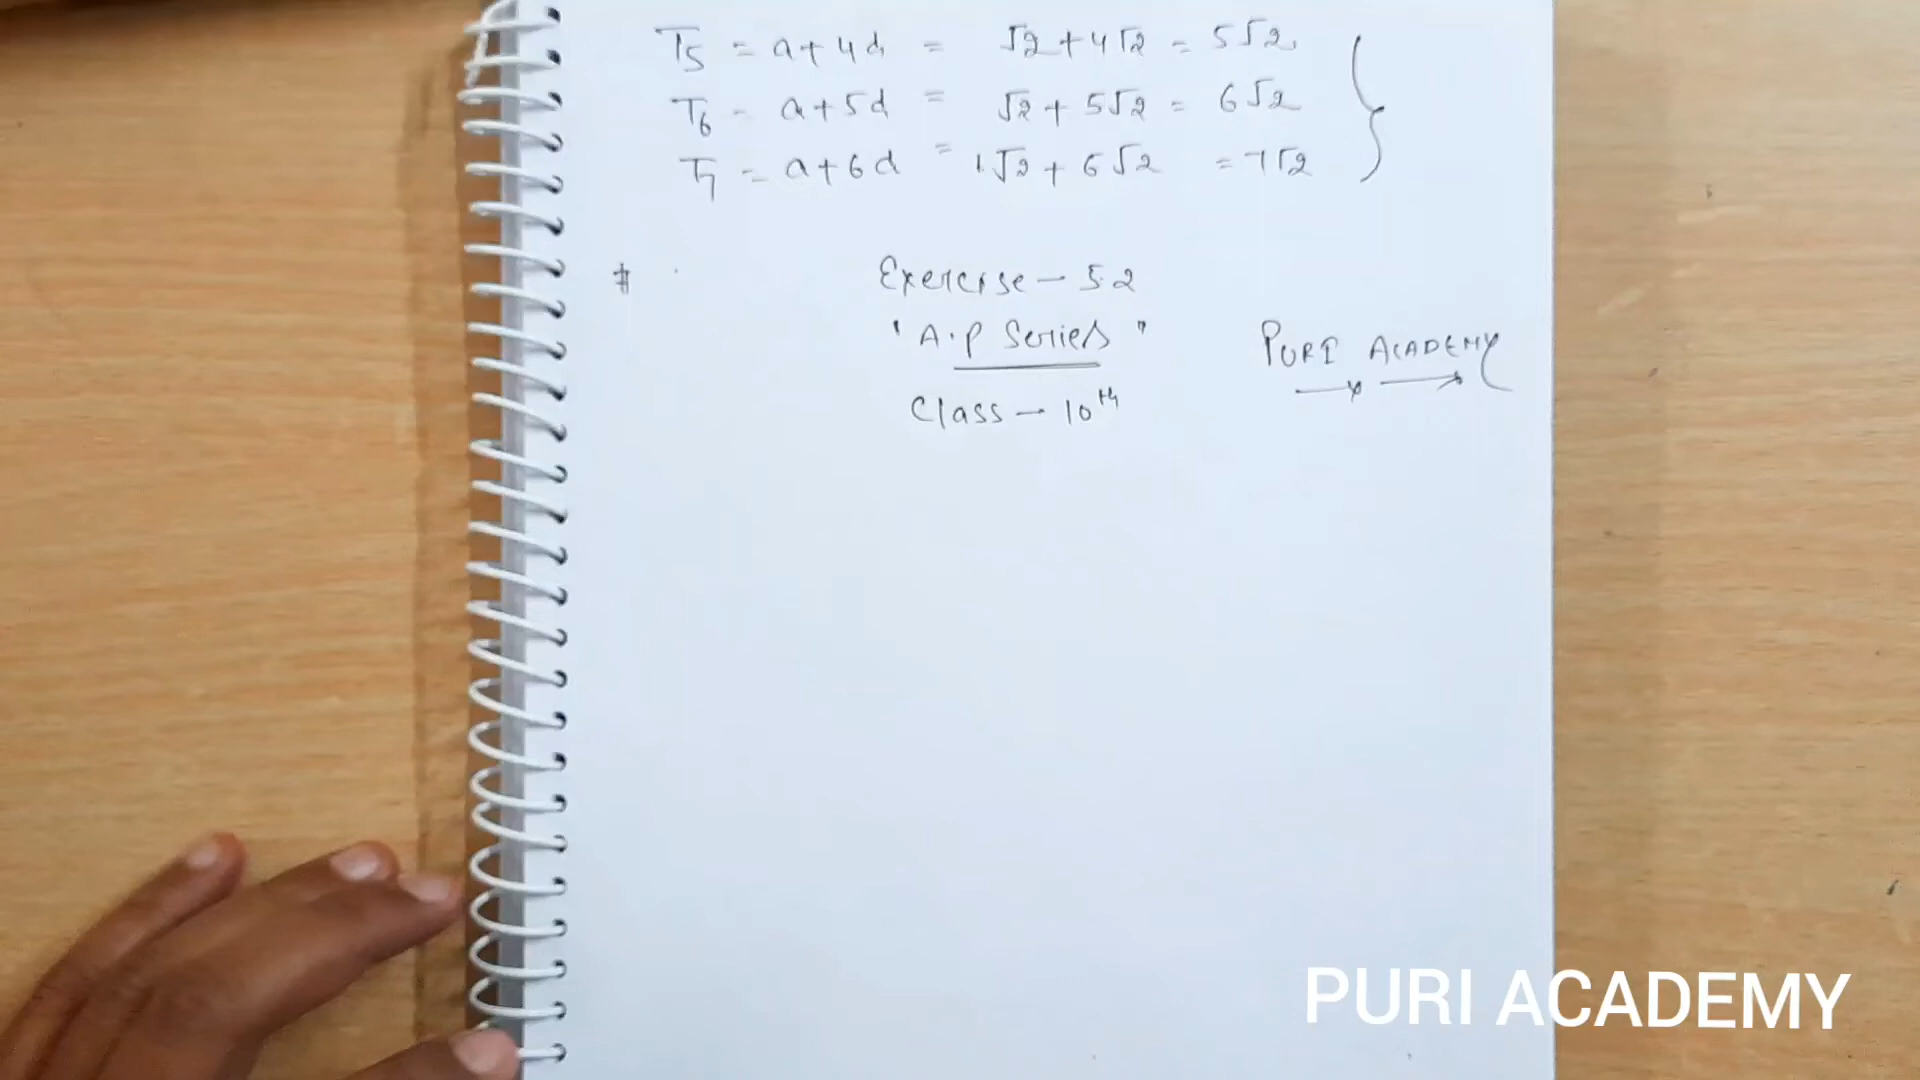 T5 = a+4d = √2+4√2 = 5√2
T6 = a+5d = √2+5√2 = 6√2
T7 = a+6d = 1√2+6√2 = 7√2
# Exercise - 5.2
"A.P Series"
PURI ACADEMY
Class - 10th
PURI ACADEMY